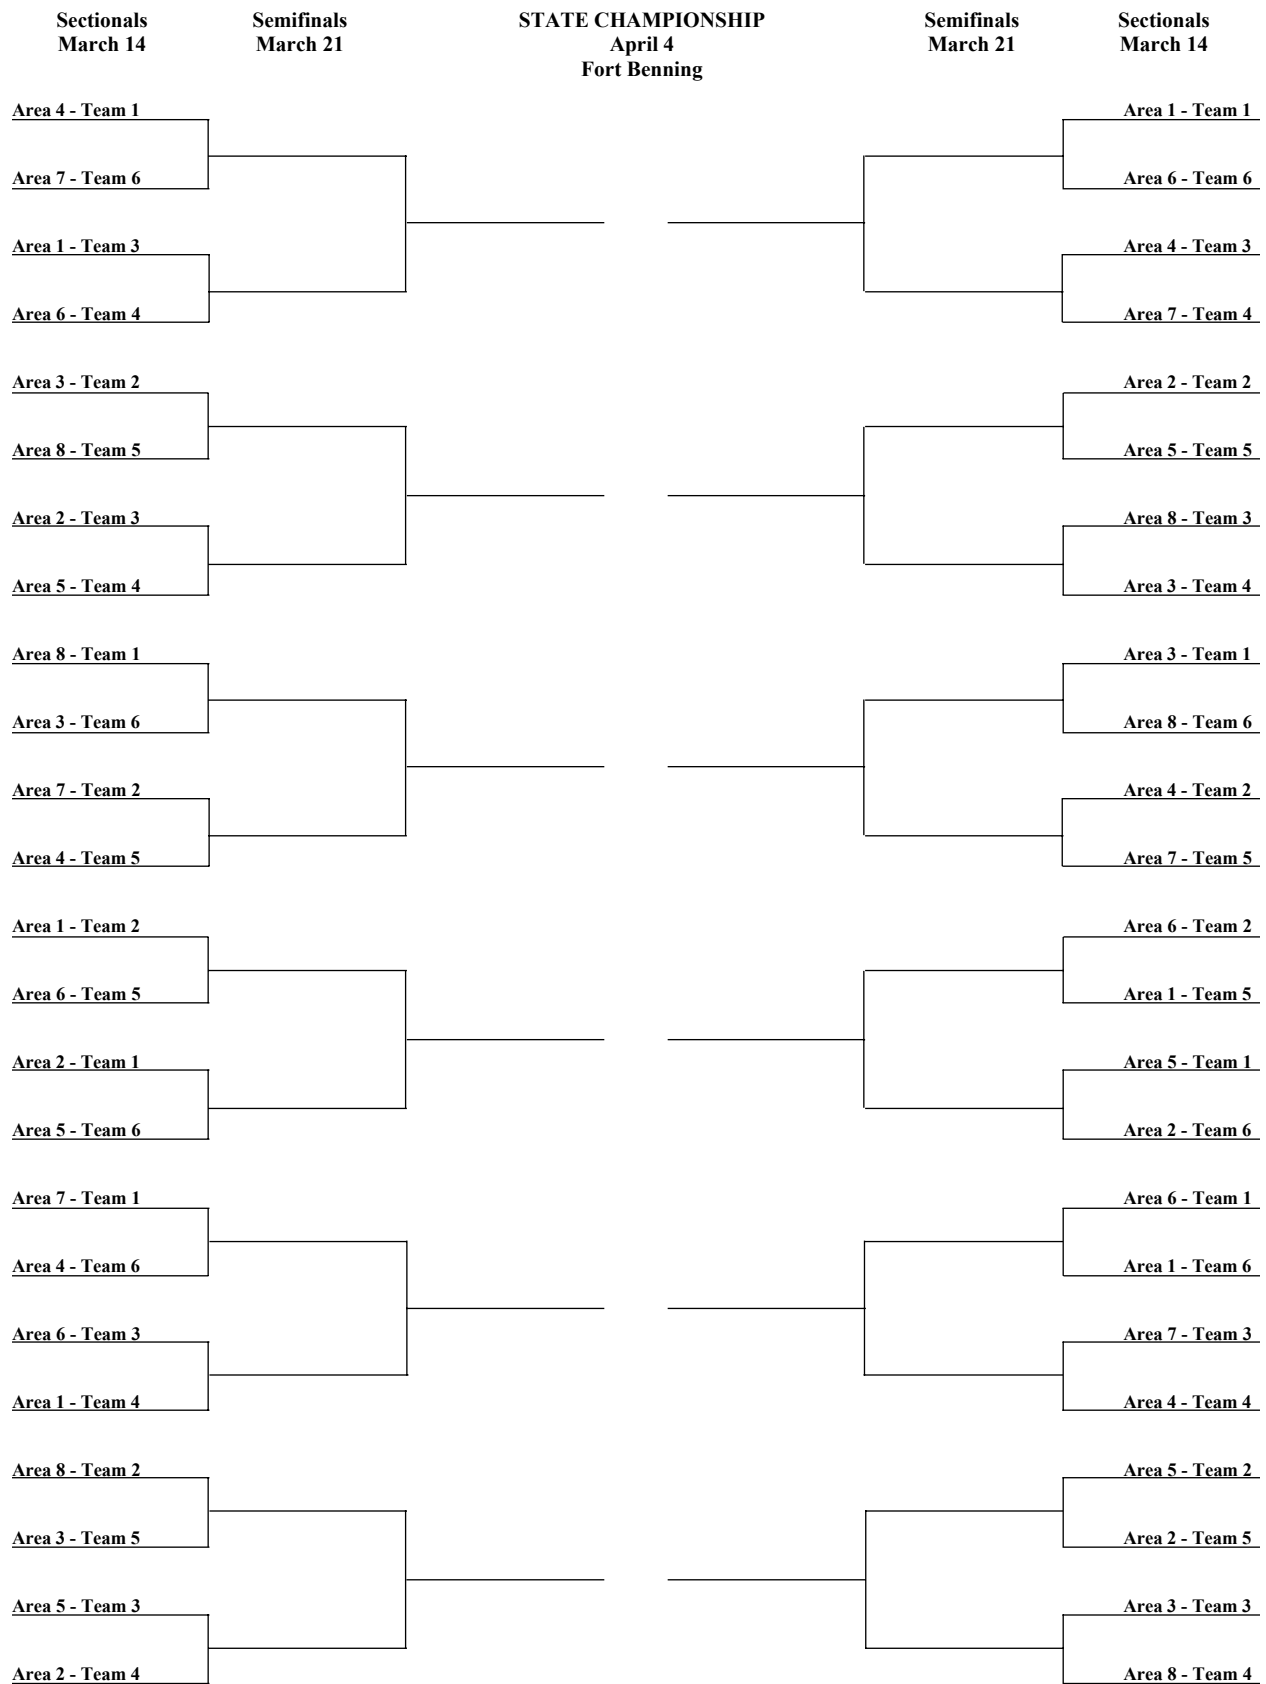 Sectionals Semifinals STATE CHAMPIONSHIP Semifinals Sectionals
March 14 March 21 April 4 March 21 March 14
Fort Benning
Area 4 - Team 1 Area 1 - Team 1
Area 7 - Team 6 Area 6 - Team 6
Area 1 - Team 3 Area 4 - Team 3
Area 6 - Team 4 Area 7 - Team 4
Area 3 - Team 2 Area 2 - Team 2
Area 8 - Team 5 Area 5 - Team 5
Area 2 - Team 3 Area 8 - Team 3
Area 5 - Team 4 Area 3 - Team 4
Area 8 - Team 1 Area 3 - Team 1
Area 3 - Team 6 Area 8 - Team 6
Area 7 - Team 2 Area 4 - Team 2
Area 4 - Team 5 Area 7 - Team 5
Area 1 - Team 2 Area 6 - Team 2
Area 6 - Team 5 Area 1 - Team 5
Area 2 - Team 1 Area 5 - Team 1
Area 5 - Team 6 Area 2 - Team 6
Area 7 - Team 1 Area 6 - Team 1
Area 4 - Team 6 Area 1 - Team 6
Area 6 - Team 3 Area 7 - Team 3
Area 1 - Team 4 Area 4 - Team 4
Area 8 - Team 2 Area 5 - Team 2
Area 3 - Team 5 Area 2 - Team 5
Area 5 - Team 3 Area 3 - Team 3
Area 2 - Team 4 Area 8 - Team 4